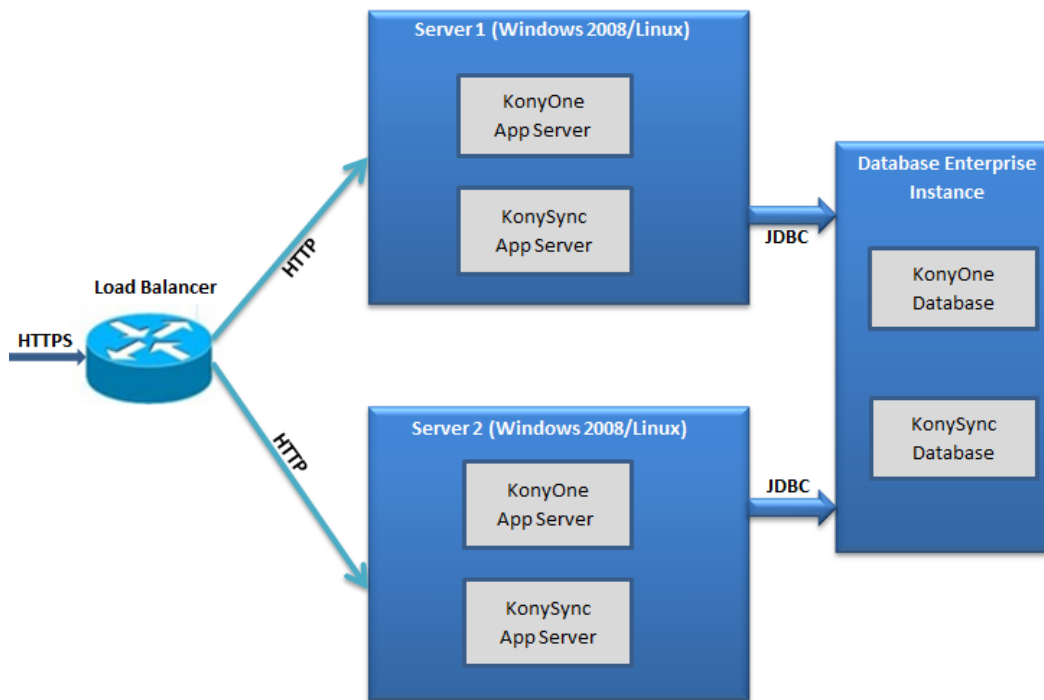 Server 1 (Windows 2008/Linux)
KonyOne
App Server
KonySync
App Server
HTTP
JDBC
Database Enterprise
Instance
KonyOne
Database
KonySync
Database
Load Balancer
HTTPS
HTTP
Server 2 (Windows 2008/Linux)
KonyOne
App Server
KonySync
App Server
JDBC